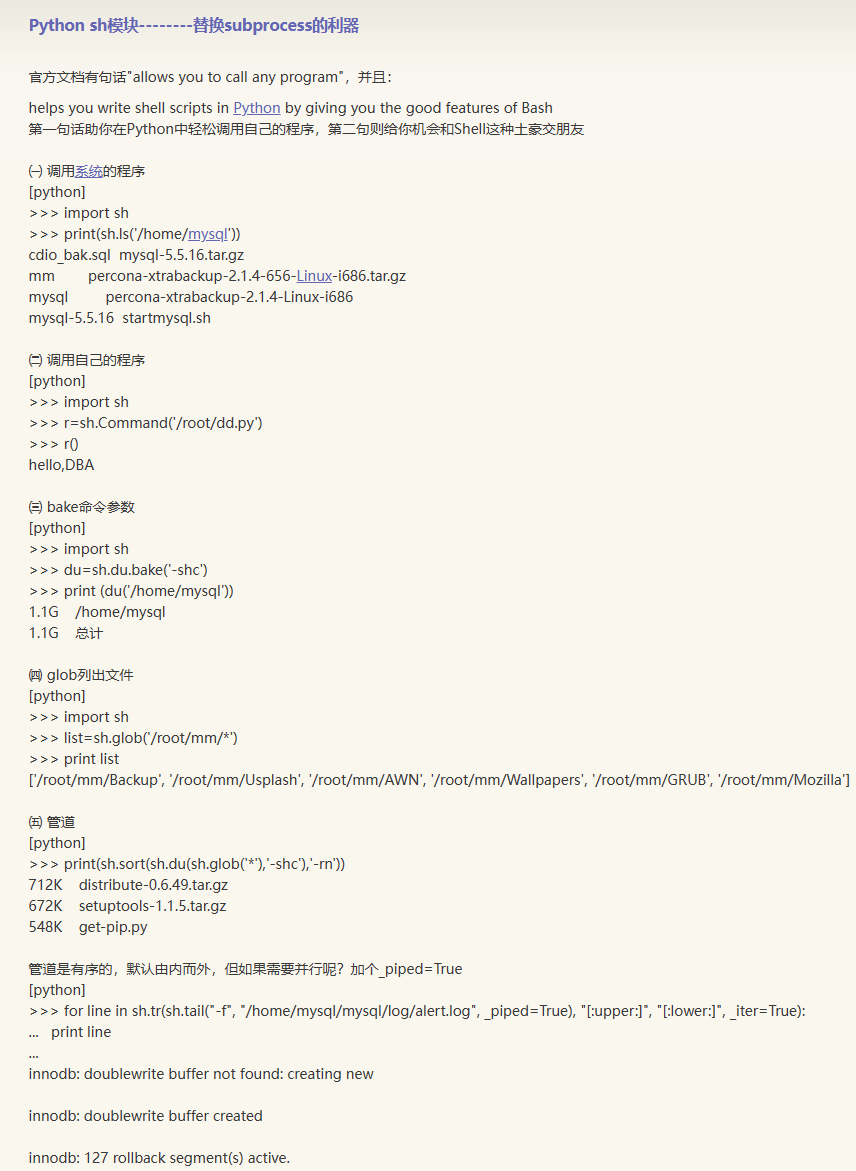 Python sh模块--------替换subprocess的利器
官方文档有句话"allows you to call any program"，并且：
helps you write shell scripts in Python by giving you the good features of Bash
第一句话助你在Python中轻松调用自己的程序，第二句则给你机会和Shell这种土豪交朋友
㈠ 调用系统的程序
[python]
>>> import sh
>>> print(sh.ls('/home/mysql'))
cdio_bak.sql  mysql-5.5.16.tar.gz
mm        percona-xtrabackup-2.1.4-656-Linux-i686.tar.gz
mysql         percona-xtrabackup-2.1.4-Linux-i686
mysql-5.5.16  startmysql.sh
㈡ 调用自己的程序
[python]
>>> import sh
>>> r=sh.Command('/root/dd.py')
>>> r()
hello,DBA
㈢ bake命令参数
[python]
>>> import sh
>>> du=sh.du.bake('-shc')
>>> print (du('/home/mysql'))
1.1G    /home/mysql
1.1G    总计
㈣ glob列出文件
[python]
>>> import sh
>>> list=sh.glob('/root/mm/*')
>>> print list
['/root/mm/Backup', '/root/mm/Usplash', '/root/mm/AWN', '/root/mm/Wallpapers', '/root/mm/GRUB', '/root/mm/Mozilla']
㈤ 管道
[python]
>>> print(sh.sort(sh.du(sh.glob('*'),'-shc'),'-rn'))
712K    distribute-0.6.49.tar.gz
672K    setuptools-1.1.5.tar.gz
548K    get-pip.py
管道是有序的，默认由内而外，但如果需要并行呢？加个_piped=True
[python]
>>> for line in sh.tr(sh.tail("-f", "/home/mysql/mysql/log/alert.log", _piped=True), "[:upper:]", "[:lower:]", _iter=True):
...   print line
...
innodb: doublewrite buffer not found: creating new
innodb: doublewrite buffer created
innodb: 127 rollback segment(s) active.